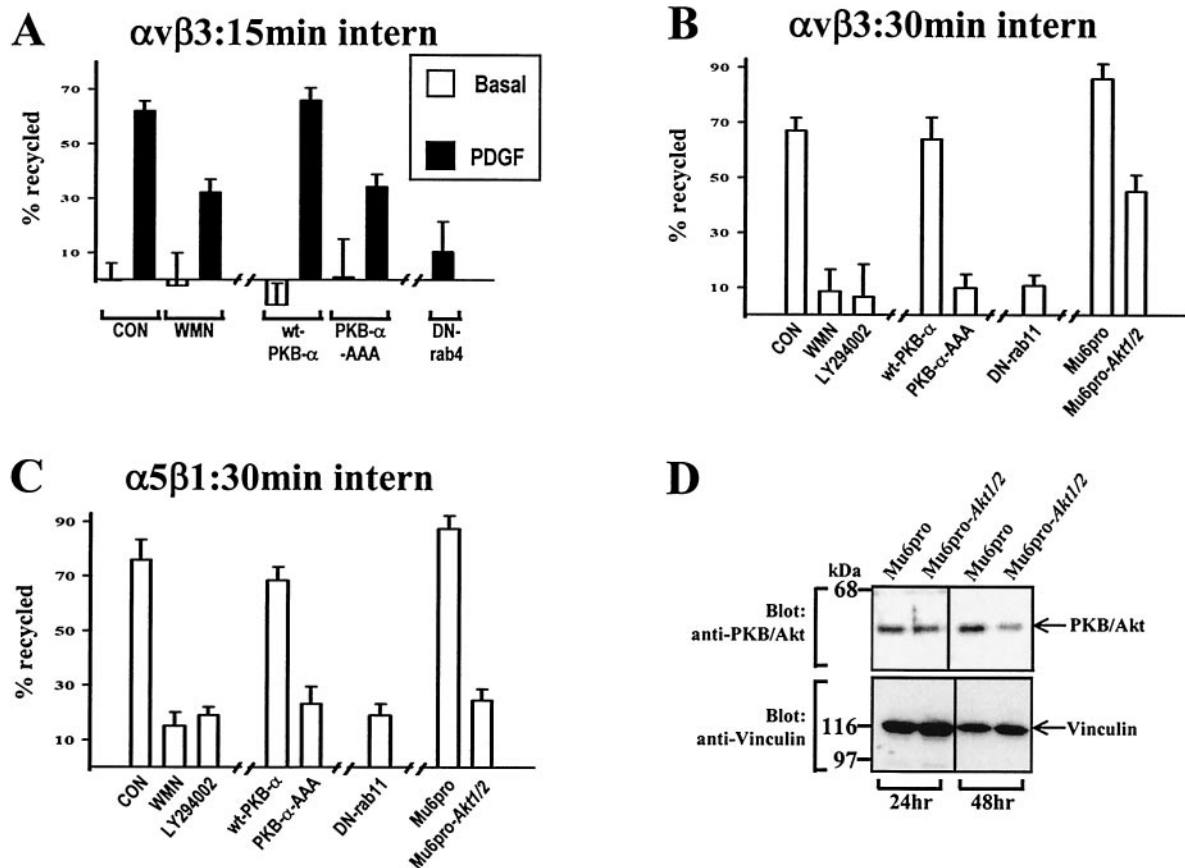 A
αvβ3:15min intern
% recycled
70
50
30
10
Basal
PDGF
CON
WMN
wt-
PKB-α
PKB-α
-AAA
DN-
rab4
B
αvβ3:30min intern
% recycled
90
70
50
30
10
CON
WMN
LY294002
wt-PKB-α
PKB-α-AAA
DN-rab11
Mu6pro
Mu6pro-Akt1/2
C
α5β1:30min intern
% recycled
90
70
50
30
10
CON
WMN
LY294002
wt-PKB-α
PKB-α-AAA
DN-rab11
Mu6pro
Mu6pro-Akt1/2
D
Mu6pro
Mu6pro-Akt1/2
Mu6pro
Mu6pro-Akt1/2
kDa
68
Blot:
anti-PKB/Akt
PKB/Akt
Blot:
anti-Vinculin
116
97
Vinculin
24hr
48hr